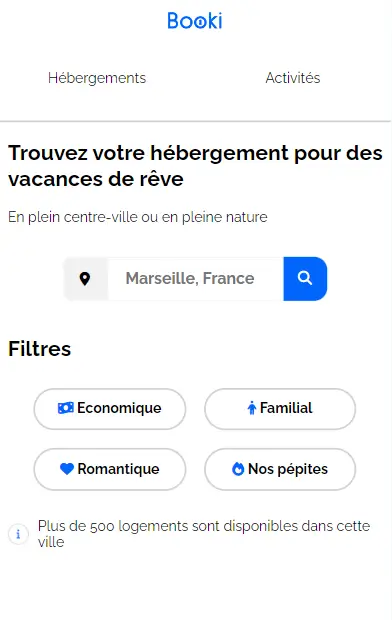 Booki
Hébergements Activités
Trouvez votre hébergement pour des
vacances de rêve
En plein centre-ville ou en pleine nature
Marseille, France
Filtres
Economique Familial
Romantique Nos pépites
i Plus de 500 logements sont disponibles dans cette
ville